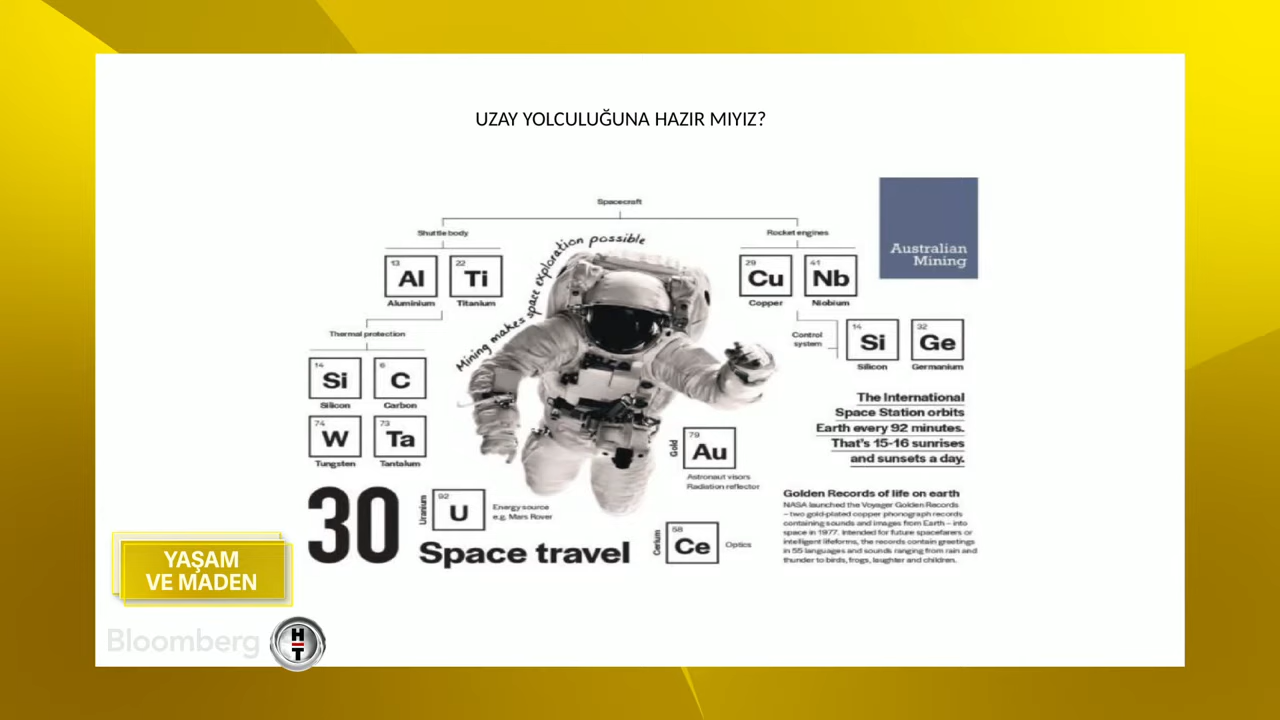 UZAY YOLCULUĞUNA HAZIR MIYIZ?
Spacecraft
Shuttle body
Rocket engines
Mining makes space exploration possible
Australian
Mining
13
Al
Aluminium
22
Ti
Titanium
29
Cu
Copper
41
Nb
Niobium
Thermal protection
Control
system
14
Si
Silicon
32
Ge
Germanium
14
Si
Silicon
6
C
Carbon
74
W
Tungsten
73
Ta
Tantalum
The International
Space Station orbits
Earth every 92 minutes.
That's 15-16 sunrises
and sunsets a day.
Gold
79
Au
Astronaut visors
Radiation reflector
30
Uranium
92
U
Energy source
e.g. Mars Rover
Space travel
Cerium
58
Ce
Optics
Golden Records of life on earth
NASA launched the Voyager Golden Records
– two gold-plated copper phonograph records
containing sounds and images from Earth – into
space in 1977. Intended for future spacefarers or
intelligent lifeforms, the records contain greetings
in 55 languages and sounds ranging from rain and
thunder to birds, frogs, laughter and children.
YAŞAM
VE MADEN
Bloomberg
H
T